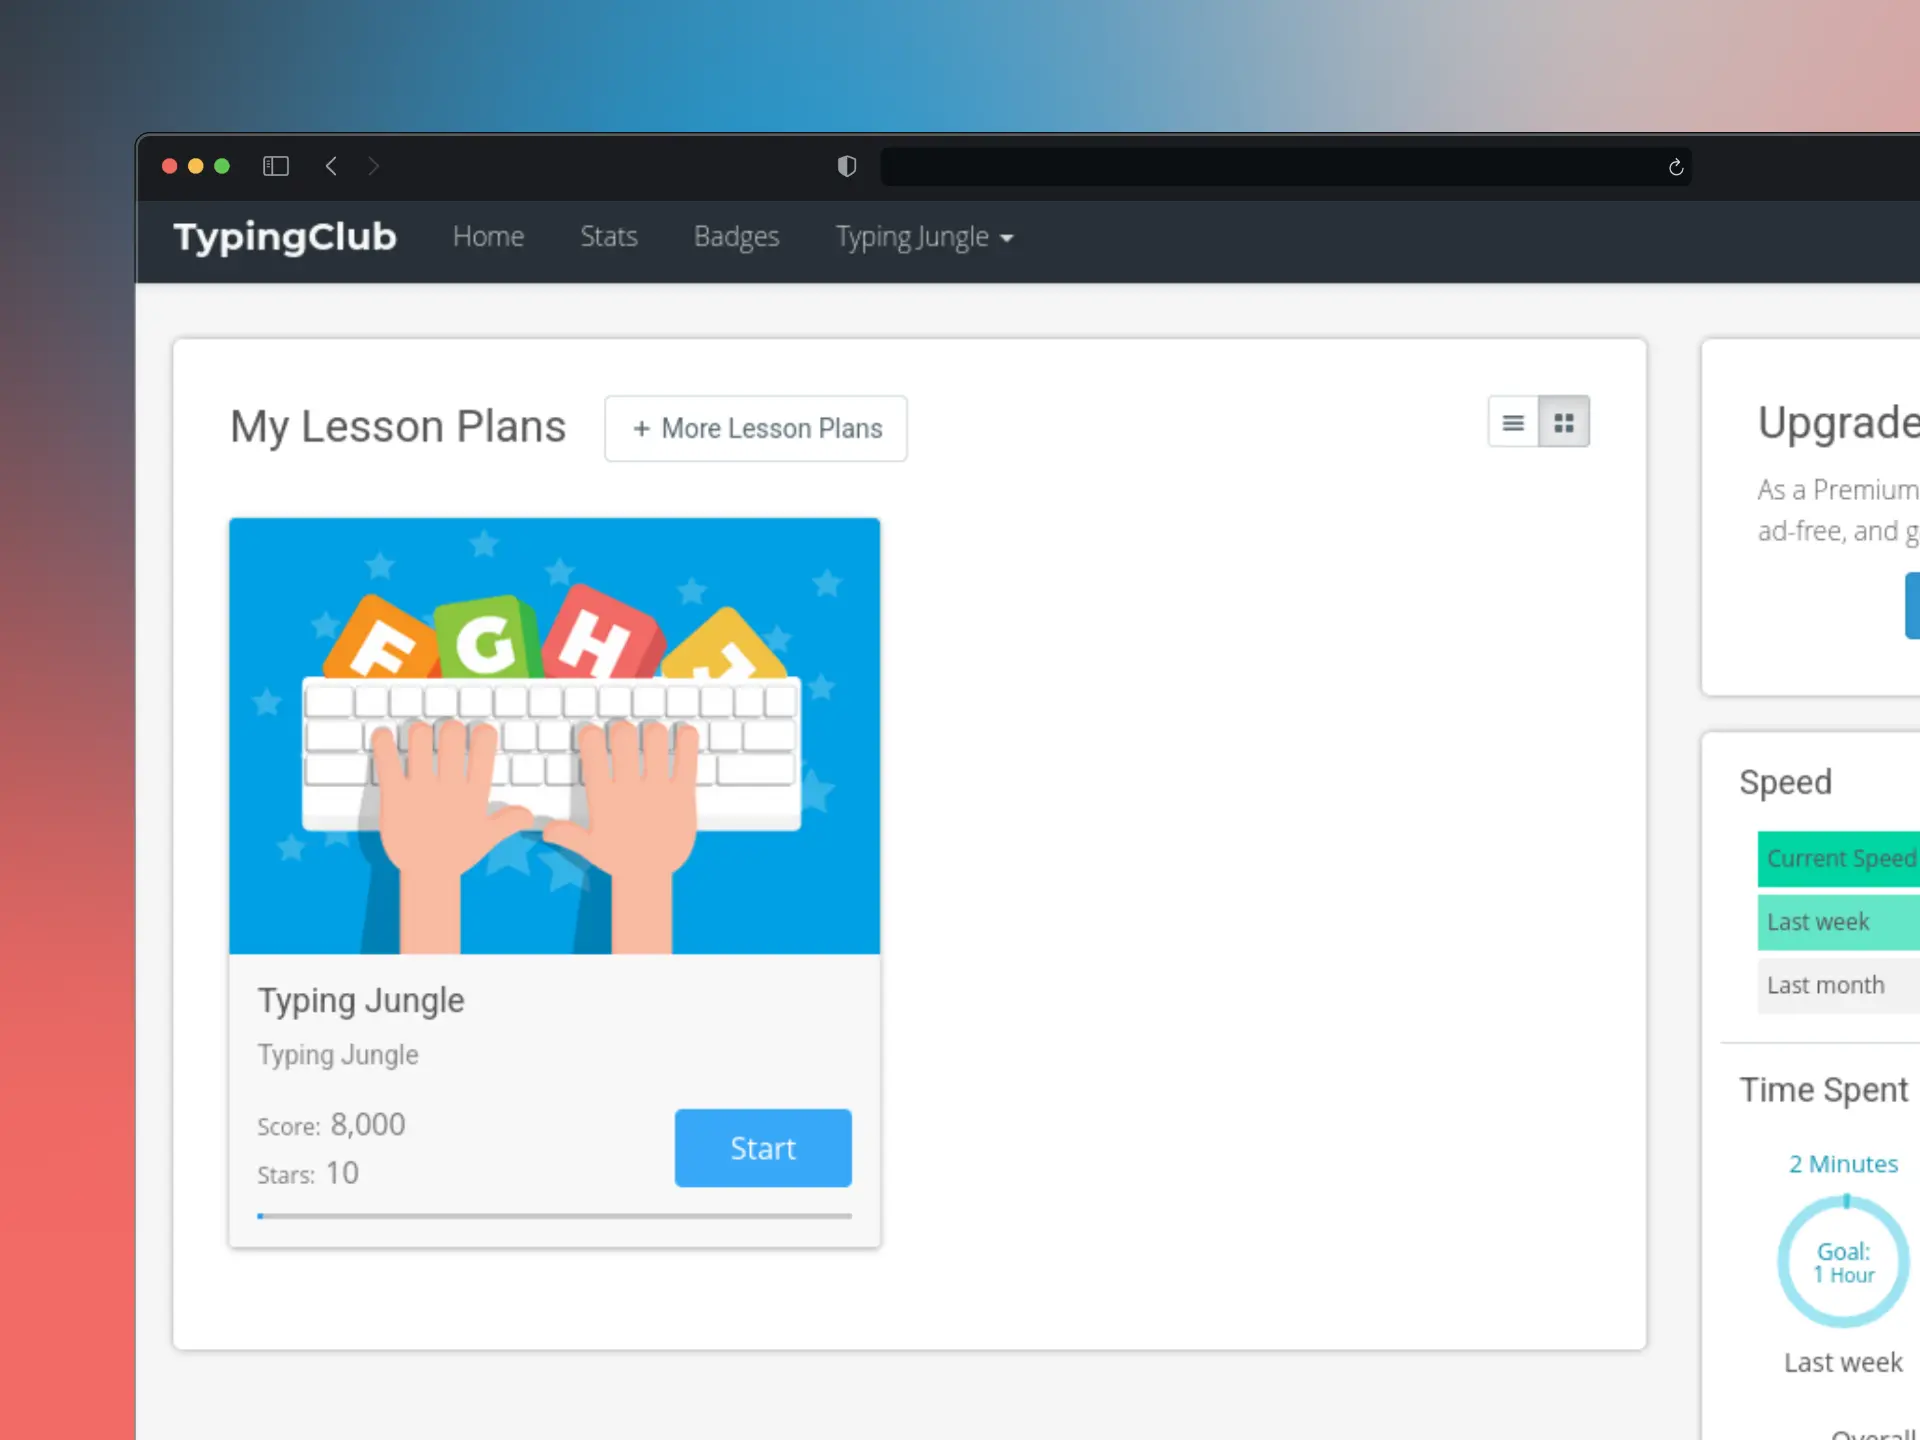 TypingClub Home Stats Badges Typing Jungle
My Lesson Plans + More Lesson Plans
F G H J
Typing Jungle
Typing Jungle
Score: 8,000
Stars: 10
Start
Upgrade
As a Premium
ad-free, and g
Speed
Current Speed
Last week
Last month
Time Spent
2 Minutes
Goal:
1 Hour
Last week
Overall